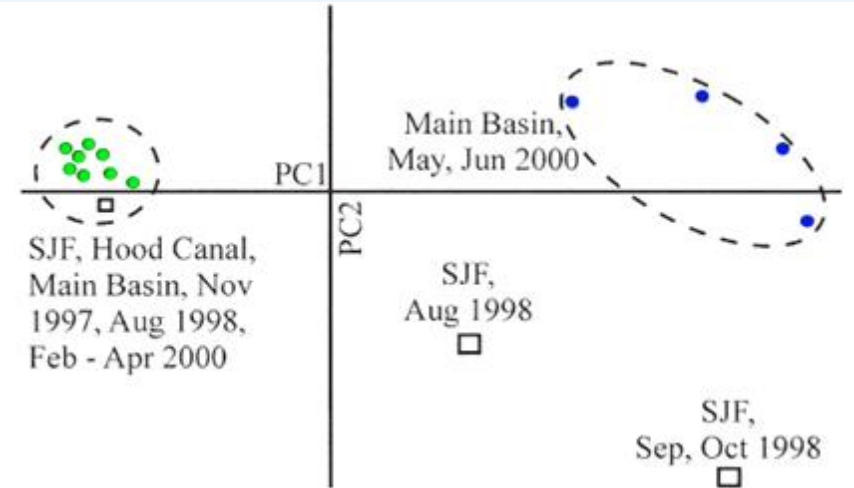 Main Basin,
May, Jun 2000
PC1
PC2
SJF, Hood Canal,
Main Basin, Nov
1997, Aug 1998,
Feb - Apr 2000
SJF,
Aug 1998
SJF,
Sep, Oct 1998